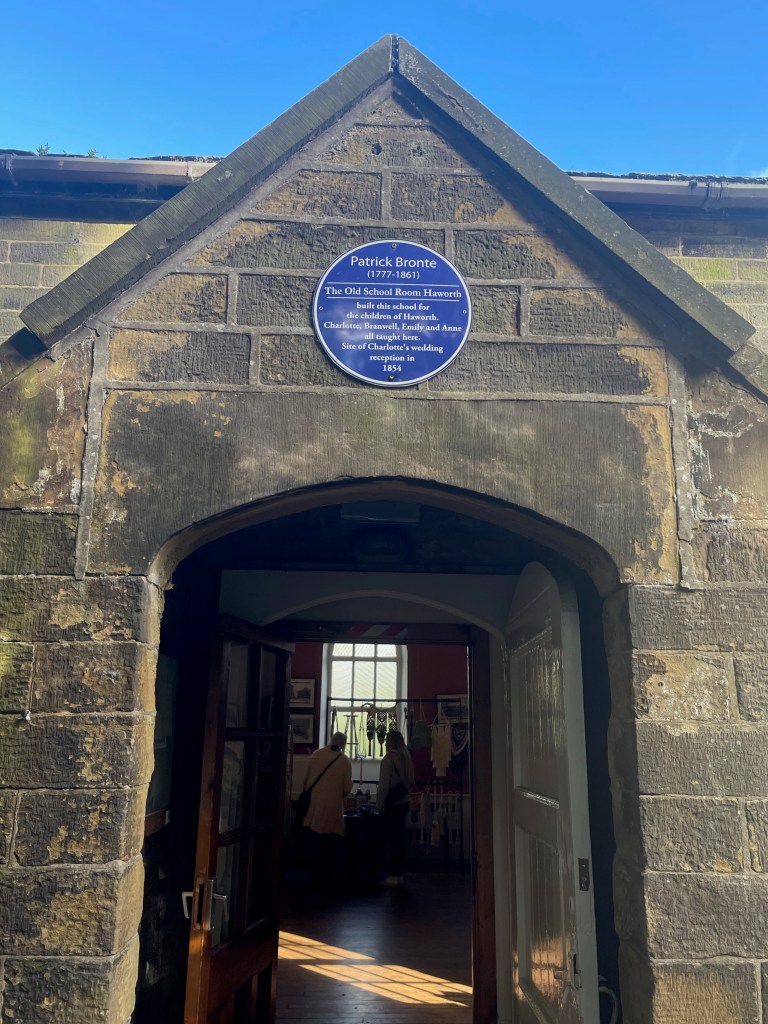 Patrick Bronte
(1777-1861)
The Old School Room Haworth
built this school for
the children of Haworth.
Charlotte, Branwell, Emily and Anne
all taught here.
Site of Charlotte's wedding
reception in
1854